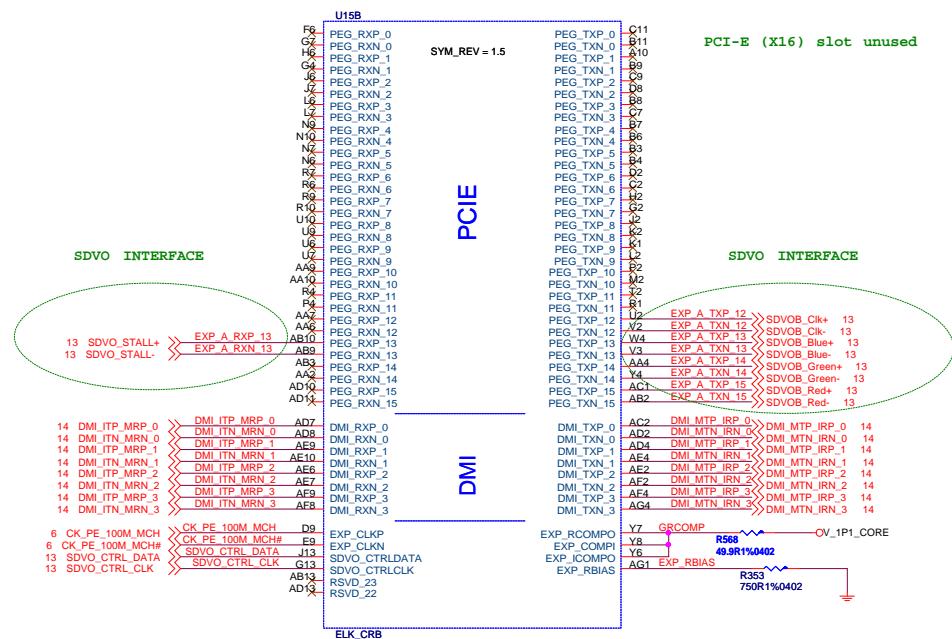 U15B
SYM_REV = 1.5
PCI-E (X16) slot unused
F6 PEG_RXP_0 PEG_TXP_0 C11
G7 PEG_RXN_0 PEG_TXN_0 B11
H6 PEG_RXP_1 PEG_TXP_1 A10
G4 PEG_RXN_1 PEG_TXN_1 B9
J6 PEG_RXP_2 PEG_TXP_2 C9
J7 PEG_RXN_2 PEG_TXN_2 D8
L6 PEG_RXP_3 PEG_TXP_3 B8
L7 PEG_RXN_3 PEG_TXN_3 C7
N9 PEG_RXP_4 PEG_TXP_4 B7
N10 PEG_RXN_4 PEG_TXN_4 B6
N7 PEG_RXP_5 PEG_TXP_5 B3
N6 PEG_RXN_5 PEG_TXN_5 B4
R7 PEG_RXP_6 PEG_TXP_6 D2
R6 PEG_RXN_6 PEG_TXN_6 C2
R9 PEG_RXP_7 PEG_TXP_7 H2
R10 PEG_RXN_7 PEG_TXN_7 G2
PCIE
U10 PEG_RXP_8 PEG_TXP_8 J2
U9 PEG_RXN_8 PEG_TXN_8 K2
U6 PEG_RXP_9 PEG_TXP_9 K1
U7 PEG_RXN_9 PEG_TXN_9 L2
SDVO INTERFACE
SDVO INTERFACE
AA9 PEG_RXP_10 PEG_TXP_10 P2
AA10 PEG_RXN_10 PEG_TXN_10 M2
R4 PEG_RXP_11 PEG_TXP_11 T2
P4 PEG_RXN_11 PEG_TXN_11 R1
AA7 PEG_RXP_12 PEG_TXP_12 U2 EXP_A_TXP_12 SDVOB_Clk+ 13
AA6 PEG_RXN_12 PEG_TXN_12 V2 EXP_A_TXN_12 SDVOB_Clk- 13
13 SDVO_STALL+ EXP_A_RXP_13 AB10 PEG_RXP_13 PEG_TXP_13 W4 EXP_A_TXP_13 SDVOB_Blue+ 13
13 SDVO_STALL- EXP_A_RXN_13 AB9 PEG_RXN_13 PEG_TXN_13 V3 EXP_A_TXN_13 SDVOB_Blue- 13
AB3 PEG_RXP_14 PEG_TXP_14 AA4 EXP_A_TXP_14 SDVOB_Green+ 13
AA2 PEG_RXN_14 PEG_TXN_14 Y4 EXP_A_TXN_14 SDVOB_Green- 13
AD10 PEG_RXP_15 PEG_TXP_15 AC1 EXP_A_TXP_15 SDVOB_Red+ 13
AD11 PEG_RXN_15 PEG_TXN_15 AB2 EXP_A_TXN_15 SDVOB_Red- 13
14 DMI_ITP_MRP_0 DMI_ITP_MRP_0 AD7 DMI_RXP_0 DMI_TXP_0 AC2 DMI_MTP_IRP_0 DMI_MTP_IRP_0 14
14 DMI_ITN_MRN_0 DMI_ITN_MRN_0 AD8 DMI_RXN_0 DMI_TXN_0 AD2 DMI_MTN_IRN_0 DMI_MTN_IRN_0 14
14 DMI_ITP_MRP_1 DMI_ITP_MRP_1 AE9 DMI_RXP_1 DMI_TXP_1 AD4 DMI_MTP_IRP_1 DMI_MTP_IRP_1 14
14 DMI_ITN_MRN_1 DMI_ITN_MRN_1 AE10 DMI_RXN_1 DMI_TXN_1 AE4 DMI_MTN_IRN_1 DMI_MTN_IRN_1 14
DMI
14 DMI_ITP_MRP_2 DMI_ITP_MRP_2 AE6 DMI_RXP_2 DMI_TXP_2 AE2 DMI_MTP_IRP_2 DMI_MTP_IRP_2 14
14 DMI_ITN_MRN_2 DMI_ITN_MRN_2 AE7 DMI_RXN_2 DMI_TXN_2 AF2 DMI_MTN_IRN_2 DMI_MTN_IRN_2 14
14 DMI_ITP_MRP_3 DMI_ITP_MRP_3 AF9 DMI_RXP_3 DMI_TXP_3 AF4 DMI_MTP_IRP_3 DMI_MTP_IRP_3 14
14 DMI_ITN_MRN_3 DMI_ITN_MRN_3 AF8 DMI_RXN_3 DMI_TXN_3 AG4 DMI_MTN_IRN_3 DMI_MTN_IRN_3 14
6 CK_PE_100M_MCH CK_PE_100M_MCH D9 EXP_CLKP EXP_RCOMPO Y7 GRCOMP V_1P1_CORE
6 CK_PE_100M_MCH# CK_PE_100M_MCH# E9 EXP_CLKN EXP_COMPI Y8 R568
49.9R1%0402
13 SDVO_CTRL_DATA SDVO_CTRL_DATA J13 SDVO_CTRLDATA EXP_ICOMPO Y6
13 SDVO_CTRL_CLK SDVO_CTRL_CLK G13 SDVO_CTRLCLK EXP_RBIAS AG1 EXP_RBIAS
R353
750R1%0402
AB13 RSVD_23
AD13 RSVD_22
ELK_CRB